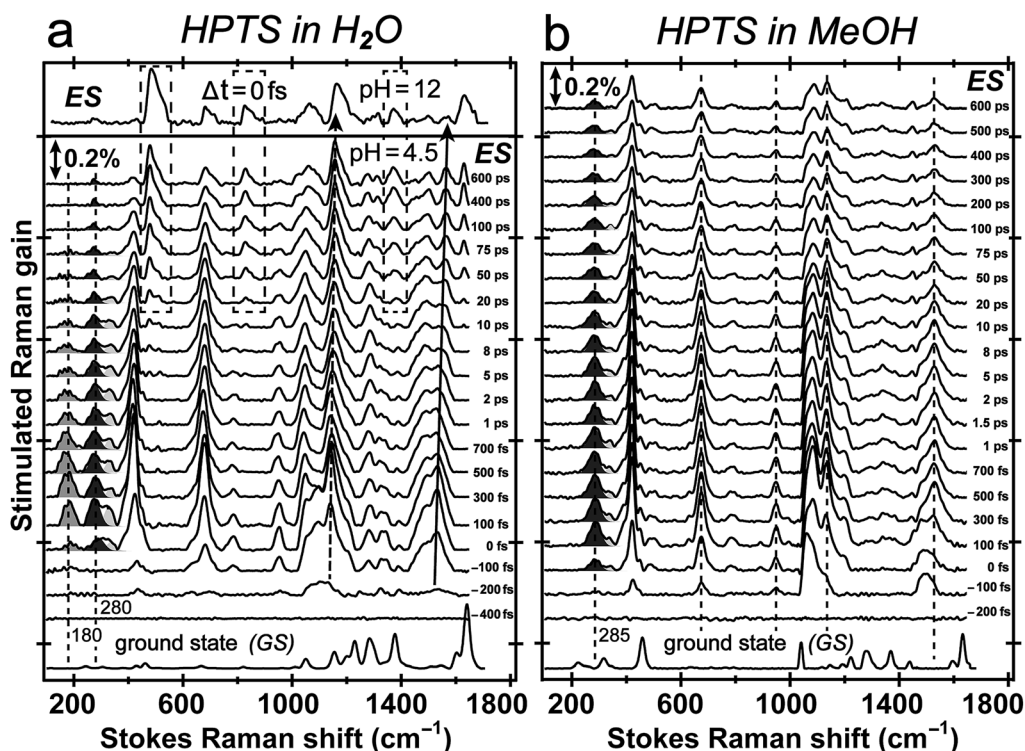 a
HPTS in H2O
b
HPTS in MeOH
ES
Δt = 0 fs
pH = 12
0.2%
pH = 4.5
ES
600 ps
400 ps
100 ps
75 ps
50 ps
20 ps
10 ps
8 ps
5 ps
2 ps
1 ps
700 fs
500 fs
300 fs
100 fs
0 fs
−100 fs
−200 fs
−400 fs
280
180
ground state (GS)
200 600 1000 1400 1800
Stokes Raman shift (cm−1)
Stimulated Raman gain
0.2%
ES
600 ps
500 ps
400 ps
300 ps
200 ps
100 ps
75 ps
50 ps
20 ps
10 ps
8 ps
5 ps
2 ps
1.5 ps
1 ps
700 fs
500 fs
300 fs
100 fs
0 fs
−100 fs
−200 fs
285
ground state (GS)
200 600 1000 1400 1800
Stokes Raman shift (cm−1)